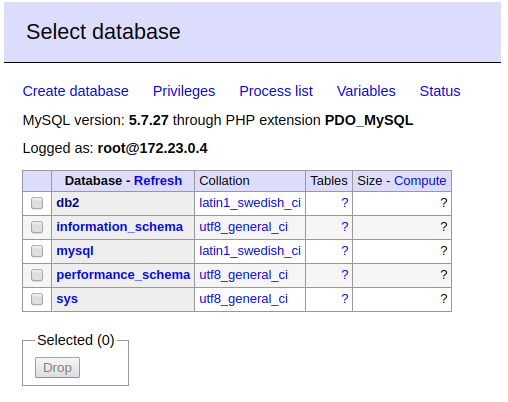 Select database
Create database Privileges Process list Variables Status
MySQL version: 5.7.27 through PHP extension PDO_MySQL
Logged as: root@172.23.0.4
Database - Refresh Collation Tables Size - Compute
db2 latin1_swedish_ci ? ?
information_schema utf8_general_ci ? ?
mysql latin1_swedish_ci ? ?
performance_schema utf8_general_ci ? ?
sys utf8_general_ci ? ?
Selected (0)
Drop